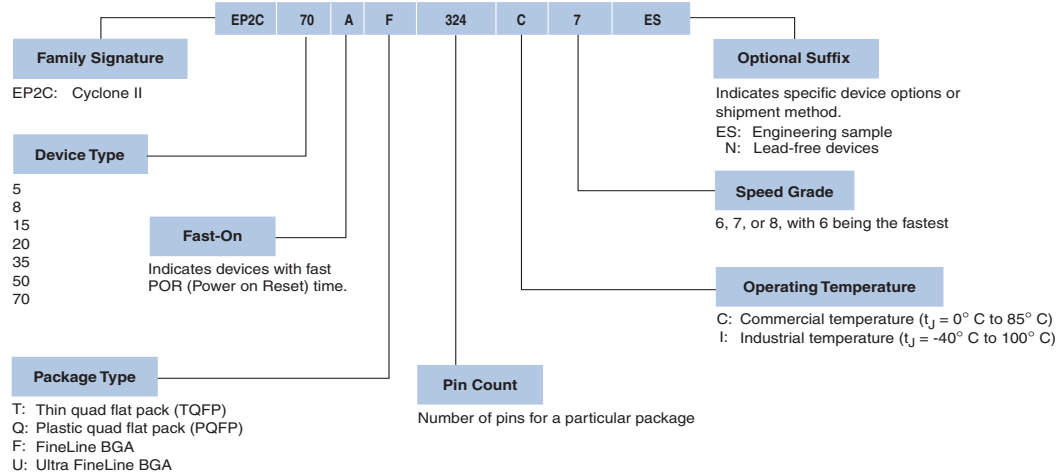 EP2C 70 A F 324 C 7 ES
Family Signature
EP2C: Cyclone II
Device Type
5
8
15
20
35
50
70
Fast-On
Indicates devices with fast
POR (Power on Reset) time.
Package Type
T: Thin quad flat pack (TQFP)
Q: Plastic quad flat pack (PQFP)
F: FineLine BGA
U: Ultra FineLine BGA
Pin Count
Number of pins for a particular package
Optional Suffix
Indicates specific device options or
shipment method.
ES: Engineering sample
N: Lead-free devices
Speed Grade
6, 7, or 8, with 6 being the fastest
Operating Temperature
C: Commercial temperature (tJ = 0° C to 85° C)
I: Industrial temperature (tJ = -40° C to 100° C)